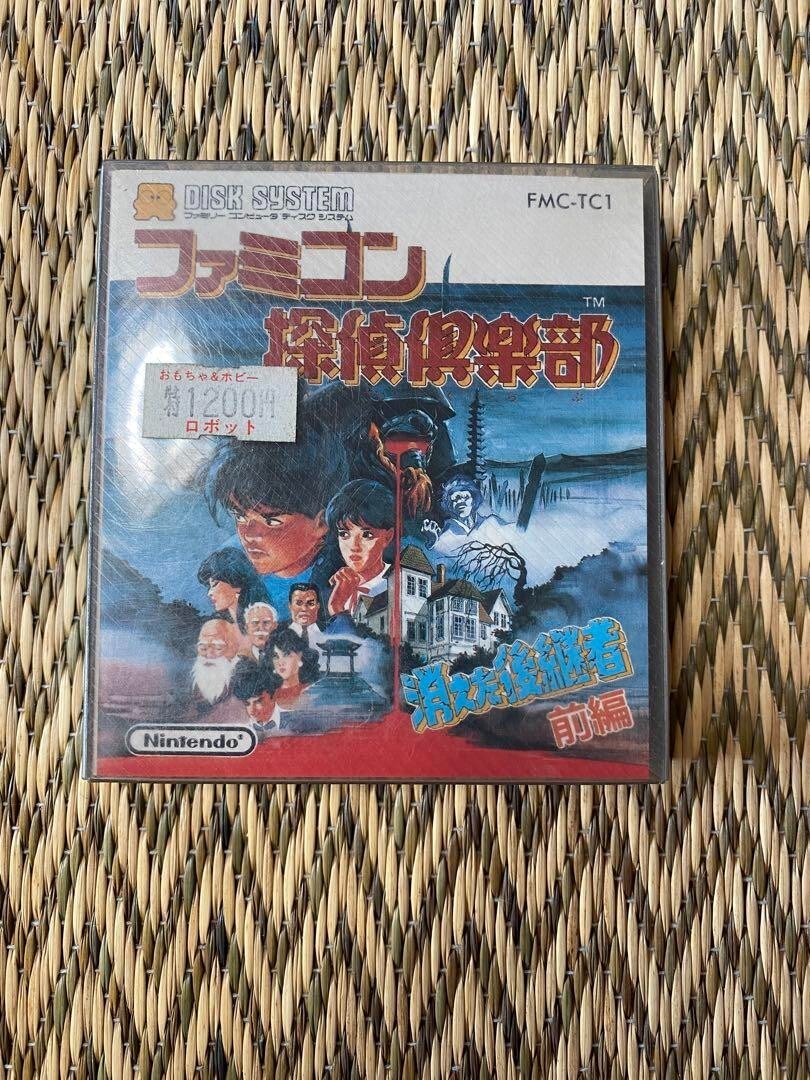 DISK SYSTEM
ファミリー コンピュータ ディスク システム
FMC-TC1
ファミコン
探偵倶楽部
TM
おもちゃ&ホビー
特1200円
ロボット
ぶ
消えた後継者
前編
Nintendo